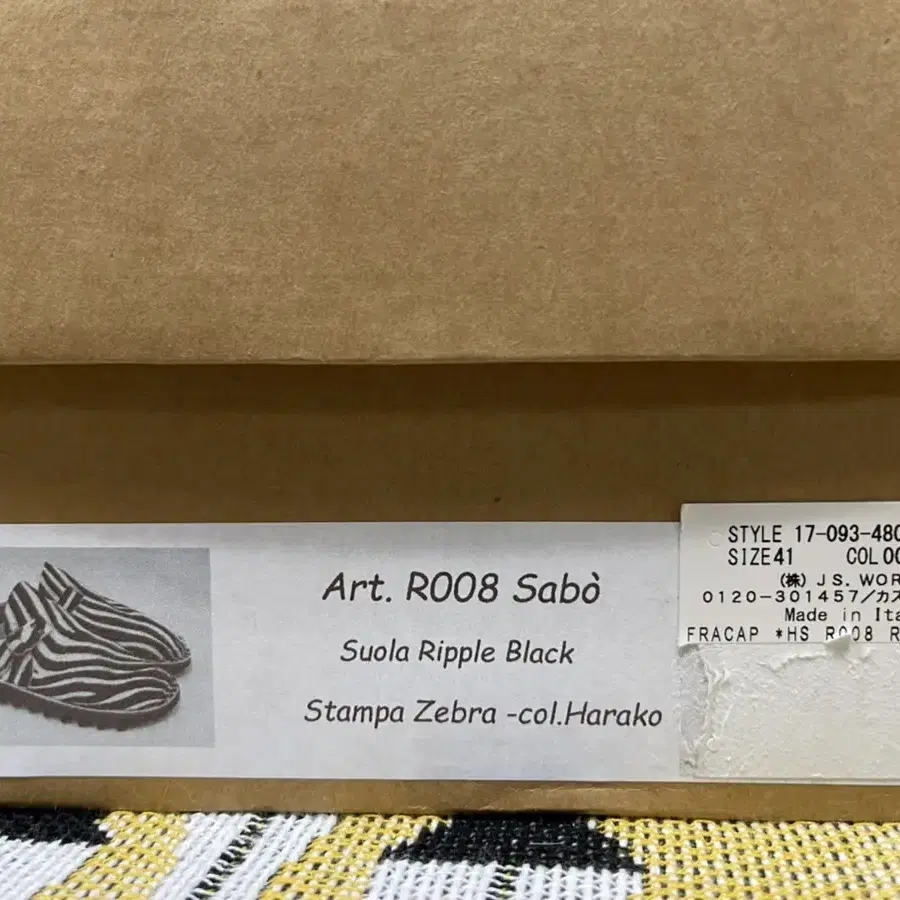 Art. R008 Sabò
Suola Ripple Black
Stampa Zebra -col.Harako
STYLE 17-093-480
SIZE41 COL00
(株) J S. WOR
0120-301457/カス
Made in Ita
FRACAP *HS R008 R